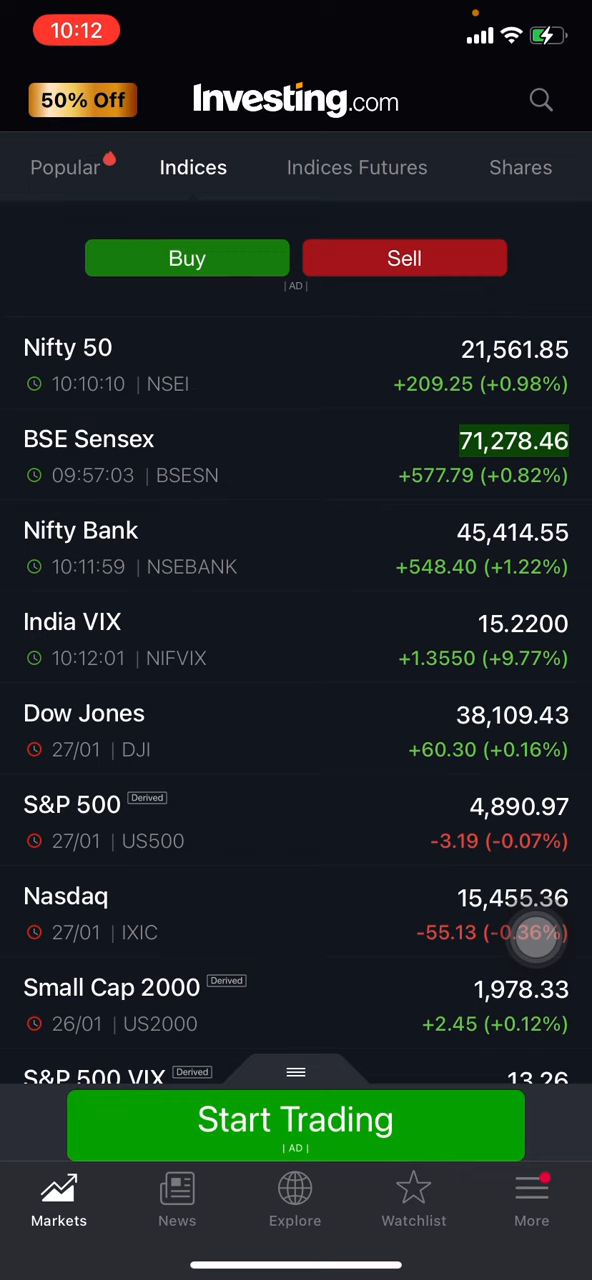 10:12
50% Off
Investing.com
Popular Indices Indices Futures Shares
Buy Sell
| AD |
Nifty 50 21,561.85
10:10:10 | NSEI +209.25 (+0.98%)
BSE Sensex 71,278.46
09:57:03 | BSESN +577.79 (+0.82%)
Nifty Bank 45,414.55
10:11:59 | NSEBANK +548.40 (+1.22%)
India VIX 15.2200
10:12:01 | NIFVIX +1.3550 (+9.77%)
Dow Jones 38,109.43
27/01 | DJI +60.30 (+0.16%)
S&P 500 Derived 4,890.97
27/01 | US500 -3.19 (-0.07%)
Nasdaq 15,455.36
27/01 | IXIC -55.13 (-0.36%)
Small Cap 2000 Derived 1,978.33
26/01 | US2000 +2.45 (+0.12%)
S&P 500 VIX Derived 13.26
Start Trading
| AD |
Markets News Explore Watchlist More